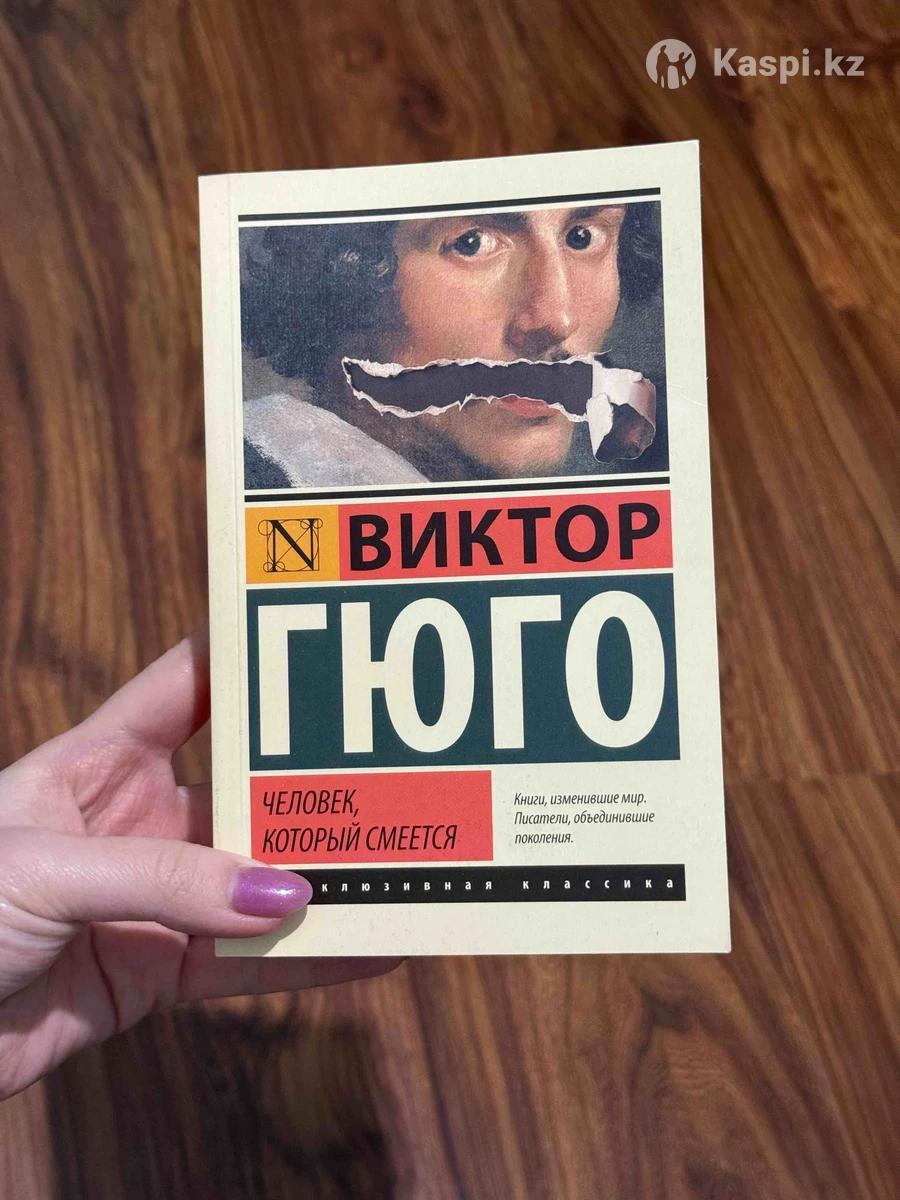 Kaspi.kz
N ВИКТОР
ГЮГО
ЧЕЛОВЕК,
КОТОРЫЙ СМЕЕТСЯ
Книги, изменившие мир.
Писатели, объединившие
поколения.
клюзивная классика